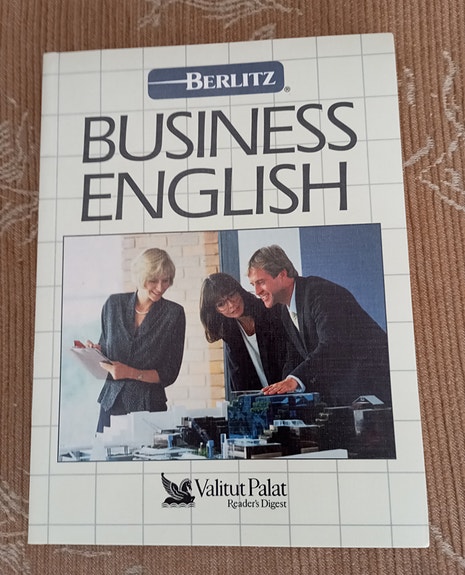 BERLITZ®
BUSINESS
ENGLISH
Valitut Palat
Reader's Digest